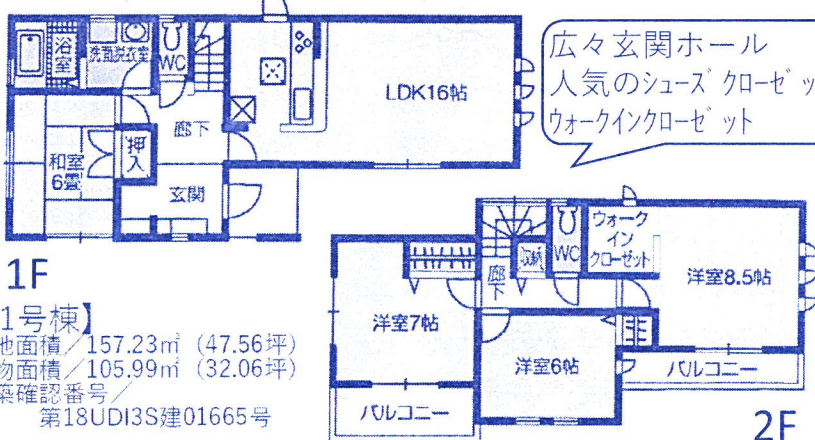 浴室
洗面脱衣室
WC
LDK16帖
廊下
押入
和室
6畳
玄関
1F
広々玄関ホール
人気のシューズクローゼッ
ウォークインクローゼット
ウォーク
イン
クローゼット
WC
収納
廊下
洋室8.5帖
洋室7帖
洋室6帖
バルコニー
バルコニー
2F
1号棟】
地面積/157.23㎡ (47.56坪)
物面積/105.99㎡ (32.06坪)
築確認番号/
第18UDI3S建01665号